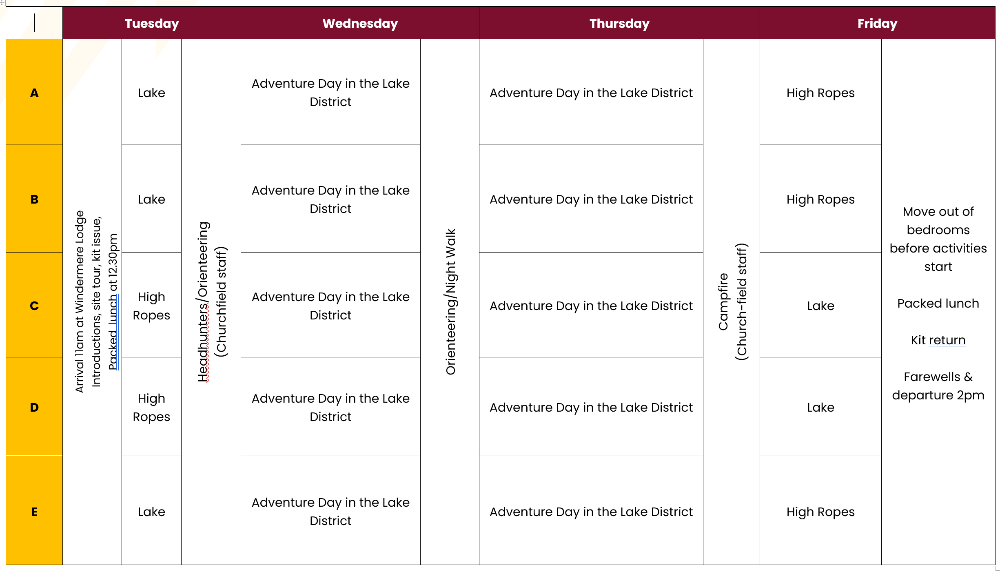 Tuesday
Wednesday
Thursday
Friday
A
Arrival 11am at Windermere Lodge
Introductions, site tour, kit issue,
Packed lunch at 12.30pm
Lake
Headhunters/Orienteering
(Churchfield staff)
Adventure Day in the Lake
District
Orienteering/Night Walk
Adventure Day in the Lake District
Campfire
(Church-field staff)
High Ropes
Move out of
bedrooms
before activities
start
Packed lunch
Kit return
Farewells &
departure 2pm
B
Lake
Adventure Day in the Lake
District
Adventure Day in the Lake District
High Ropes
C
High
Ropes
Adventure Day in the Lake
District
Adventure Day in the Lake District
Lake
D
High
Ropes
Adventure Day in the Lake
District
Adventure Day in the Lake District
Lake
E
Lake
Adventure Day in the Lake
District
Adventure Day in the Lake District
High Ropes